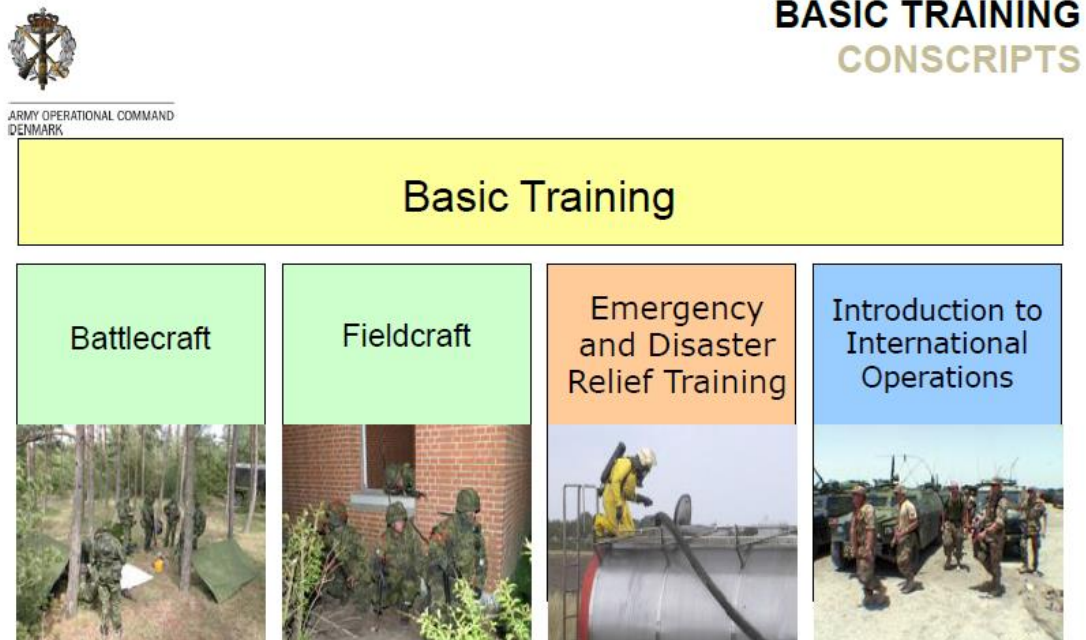 BASIC TRAINING
CONSCRIPTS
ARMY OPERATIONAL COMMAND
DENMARK
Basic Training
Battlecraft
Fieldcraft
Emergency
and Disaster
Relief Training
Introduction to
International
Operations